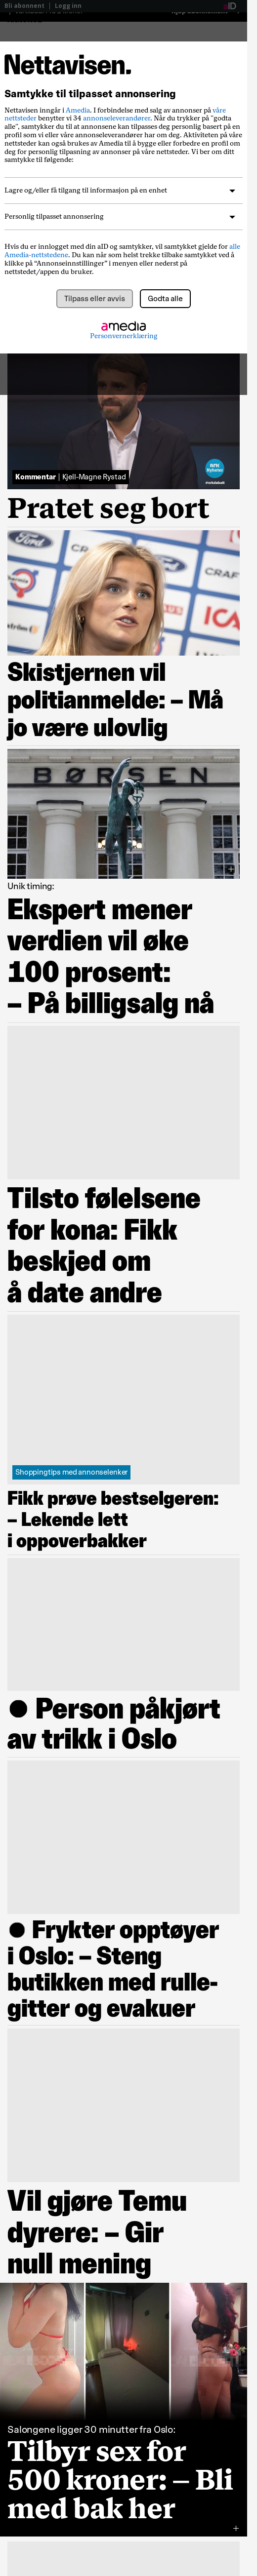 Bli abonnent | Logg inn
aID
Nettavisen.
Samtykke til tilpasset annonsering
Nettavisen inngår i Amedia. I forbindelse med salg av annonser på våre
nettsteder benytter vi 34 annonseleverandører. Når du trykker på "godta
alle", samtykker du til at annonsene kan tilpasses deg personlig basert på en
profil som vi eller våre annonseleverandører har om deg. Aktiviteten på våre
nettsteder kan også brukes av Amedia til å bygge eller forbedre en profil om
deg for personlig tilpasning av annonser på våre nettsteder. Vi ber om ditt
samtykke til følgende:
Lagre og/eller få tilgang til informasjon på en enhet
Personlig tilpasset annonsering
Hvis du er innlogget med din aID og samtykker, vil samtykket gjelde for alle
Amedia-nettstedene. Du kan når som helst trekke tilbake samtykket ved å
klikke på “Annonseinnstillinger” i menyen eller nederst på
nettstedet/appen du bruker.
Tilpass eller avvis
Godta alle
amedia
Personvernerklæring
Kommentar | Kjell-Magne Rystad
Pratet seg bort
Ford
CRAFT
ICA
Skistjernen vil
politianmelde: – Må
jo være ulovlig
BØRSEN
Unik timing:
Ekspert mener
verdien vil øke
100 prosent:
– På billigsalg nå
Tilsto følelsene
for kona: Fikk
beskjed om
å date andre
Shoppingtips med annonselenker
Fikk prøve bestselgeren:
– Lekende lett
i oppoverbakker
● Person påkjørt
av trikk i Oslo
● Frykter opptøyer
i Oslo: – Steng
butikken med rulle-
gitter og evakuer
Vil gjøre Temu
dyrere: – Gir
null mening
Salongene ligger 30 minutter fra Oslo:
Tilbyr sex for
500 kroner: – Bli
med bak her